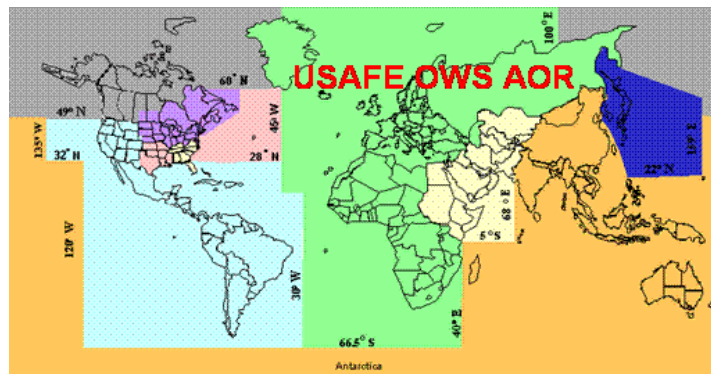 100° E
USAFE OWS AOR
60° N
49° N
45° W
135° W
32° N
28° N
22° N
68° E
120° W
5° S
30° W
40° E
66.5° S
Antarctica